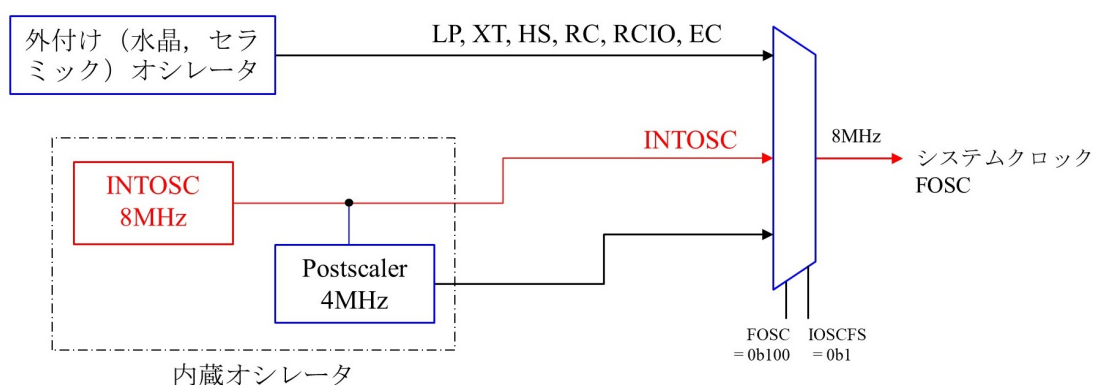 外付け（水晶，セラ
ミック）オシレータ
LP, XT, HS, RC, RCIO, EC
INTOSC
8MHz
INTOSC
8MHz
システムクロック
FOSC
Postscaler
4MHz
FOSC
= 0b100
IOSCFS
= 0b1
内蔵オシレータ